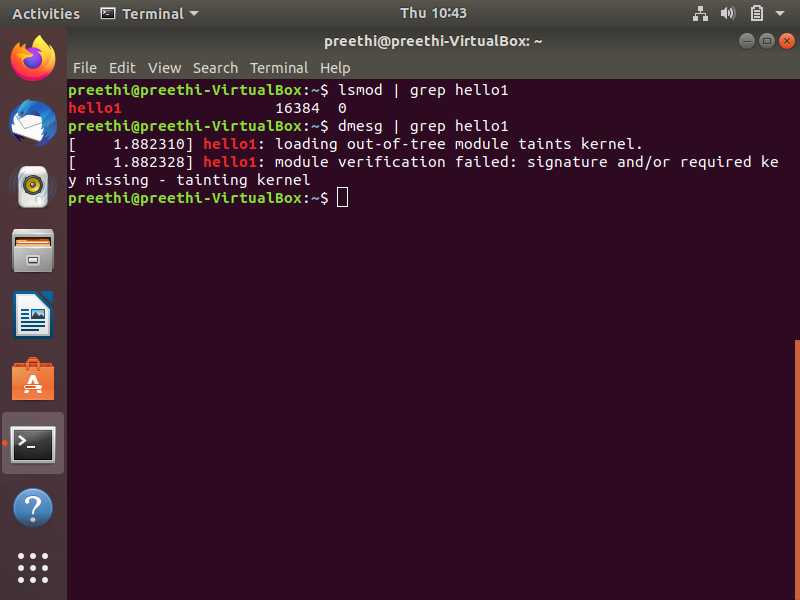 Activities Terminal Thu 10:43
preethi@preethi-VirtualBox: ~
File Edit View Search Terminal Help
preethi@preethi-VirtualBox:~$ lsmod | grep hello1
hello1                 16384  0
preethi@preethi-VirtualBox:~$ dmesg | grep hello1
[    1.882310] hello1: loading out-of-tree module taints kernel.
[    1.882328] hello1: module verification failed: signature and/or required ke
y missing - tainting kernel
preethi@preethi-VirtualBox:~$